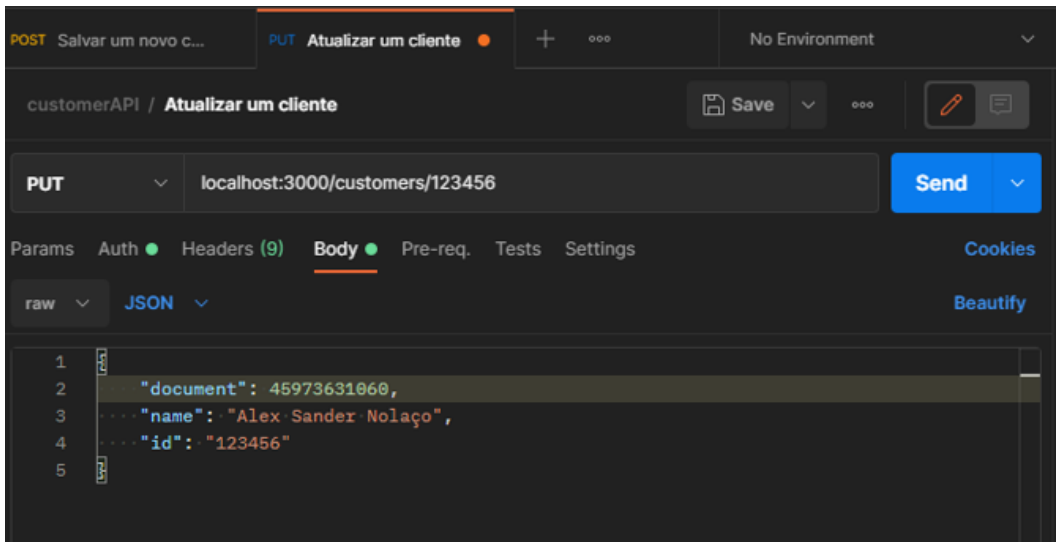 POST Salvar um novo c... PUT Atualizar um cliente No Environment
customerAPI / Atualizar um cliente Save
PUT localhost:3000/customers/123456 Send
Params Auth Headers (9) Body Pre-req. Tests Settings Cookies
raw JSON Beautify
1 {
2 "document": 45973631060,
3 "name": "Alex Sander Nolaço",
4 "id": "123456"
5 }